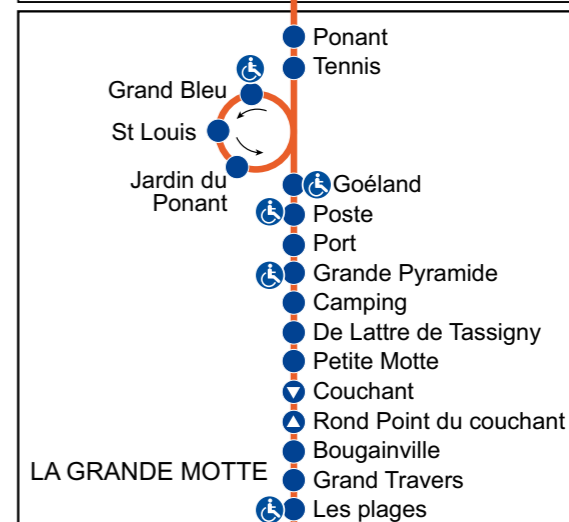 Ponant
Tennis
Grand Bleu
St Louis
Jardin du
Ponant
Goéland
Poste
Port
Grande Pyramide
Camping
De Lattre de Tassigny
Petite Motte
Couchant
Rond Point du couchant
Bougainville
LA GRANDE MOTTE
Grand Travers
Les plages